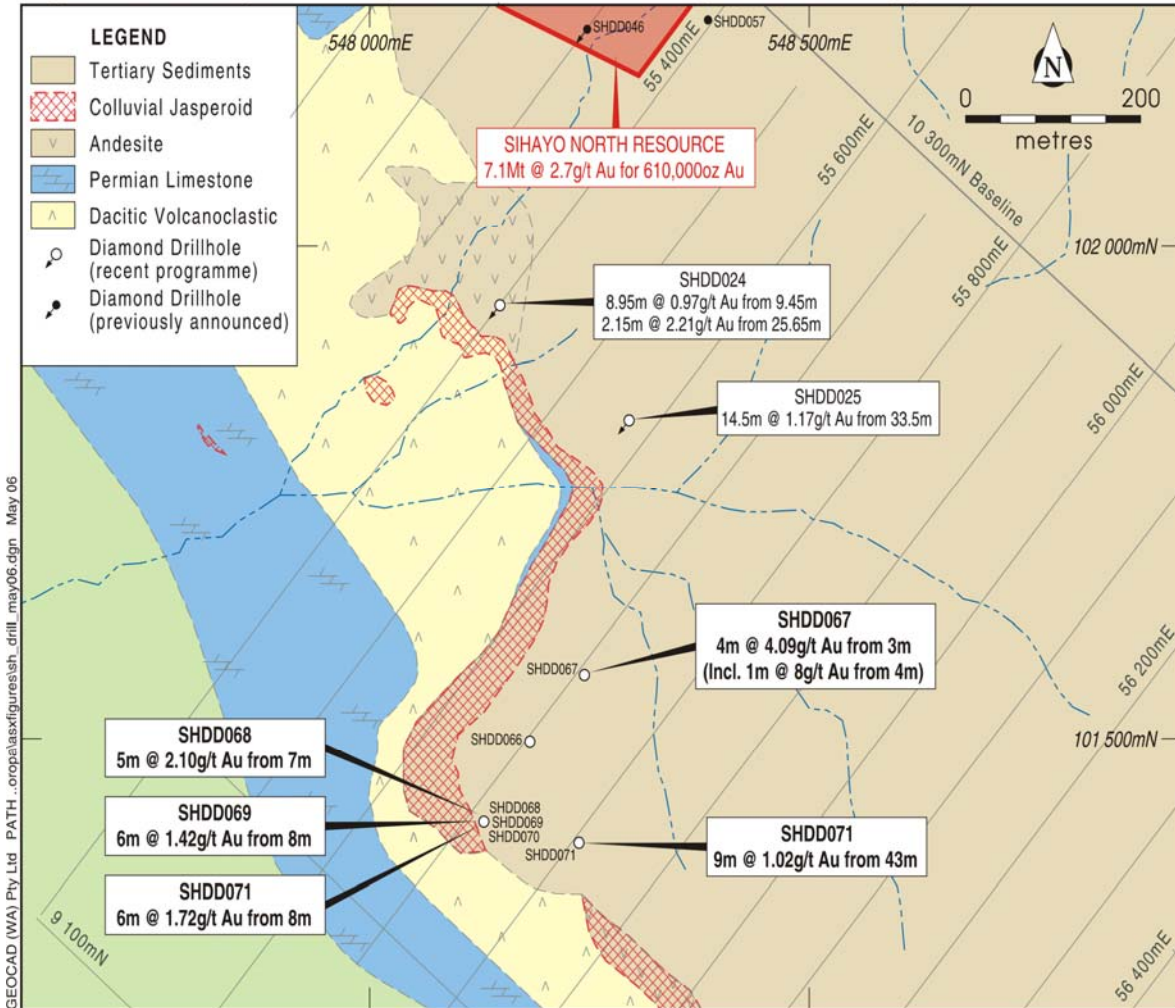 LEGEND
Tertiary Sediments
Colluvial Jasperoid
Andesite
Permian Limestone
Dacitic Volcanoclastic
Diamond Drillhole
(recent programme)
Diamond Drillhole
(previously announced)
548 000mE
SHDD046
SHDD057
548 500mE
55 400mE
N
0 200
metres
SIHAYO NORTH RESOURCE
7.1Mt @ 2.7g/t Au for 610,000oz Au
55 600mE
10 300mN Baseline
102 000mN
55 800mE
SHDD024
8.95m @ 0.97g/t Au from 9.45m
2.15m @ 2.21g/t Au from 25.65m
SHDD025
14.5m @ 1.17g/t Au from 33.5m
56 000mE
SHDD067
4m @ 4.09g/t Au from 3m
(Incl. 1m @ 8g/t Au from 4m)
56 200mE
SHDD067
SHDD066
101 500mN
SHDD068
5m @ 2.10g/t Au from 7m
SHDD069
6m @ 1.42g/t Au from 8m
SHDD071
6m @ 1.72g/t Au from 8m
SHDD068
SHDD069
SHDD070
SHDD071
SHDD071
9m @ 1.02g/t Au from 43m
9 100mN
56 400mE
GEOCAD (WA) Pty Ltd PATH ..oropa\asxfigures\sh_drill_may06.dgn May 06